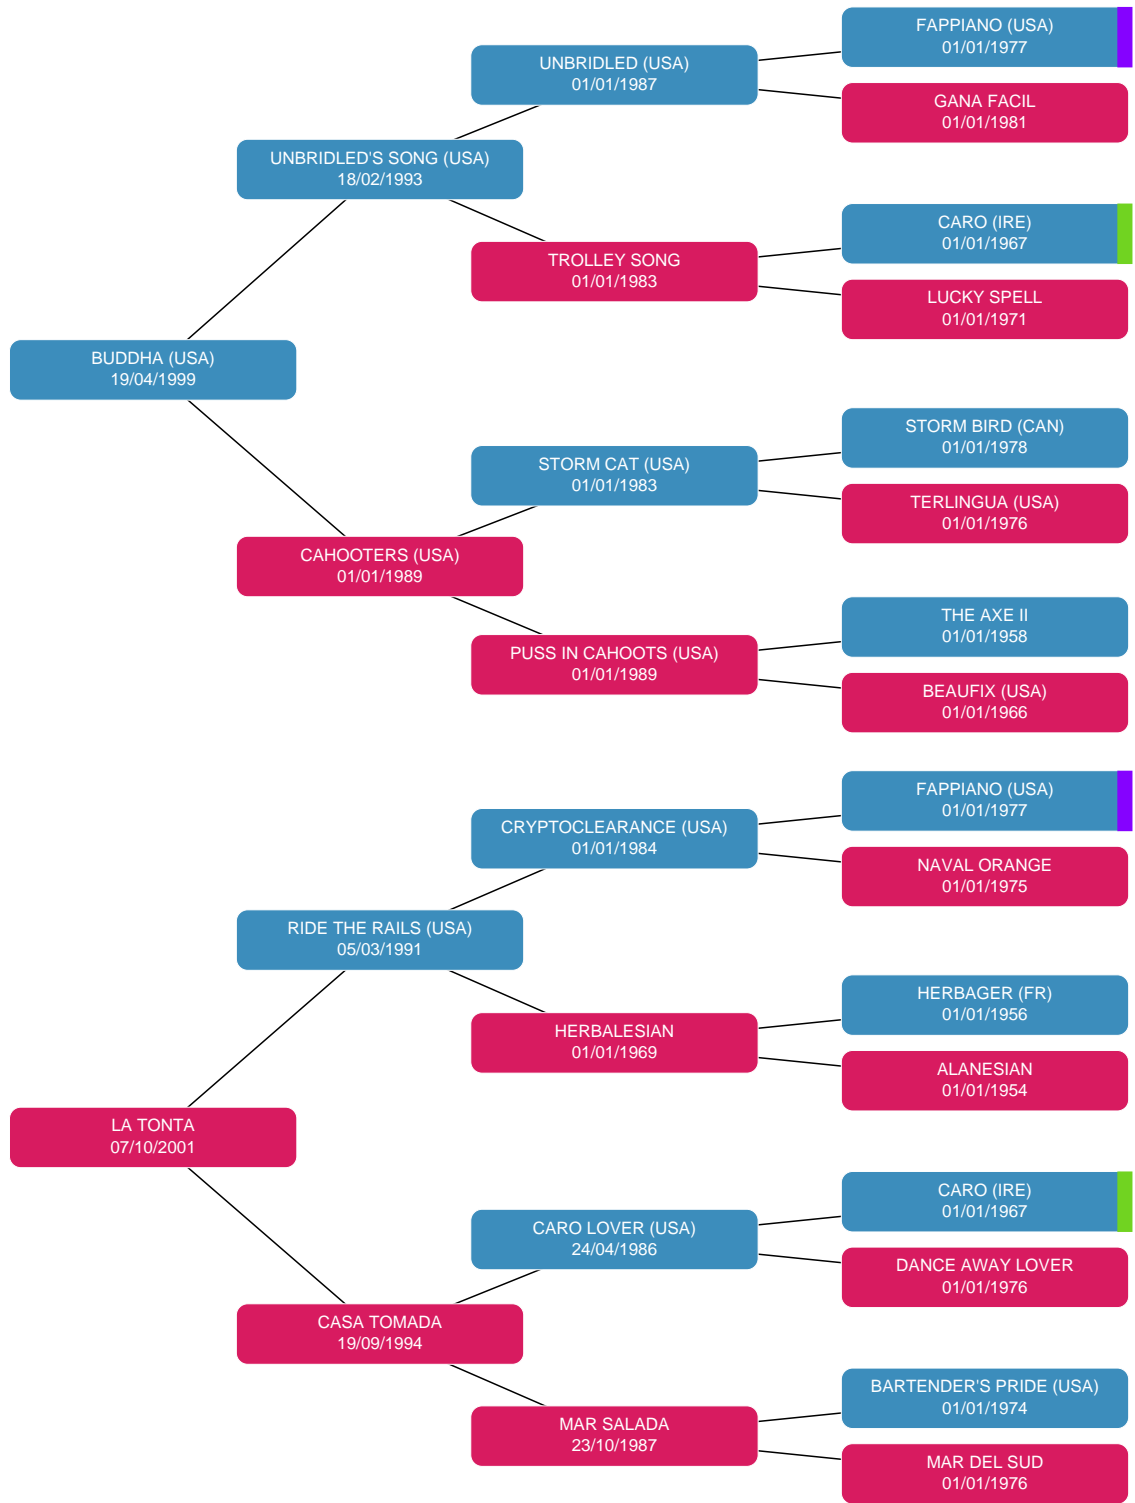 FAPPIANO (USA)
01/01/1977
UNBRIDLED (USA)
01/01/1987
GANA FACIL
01/01/1981
UNBRIDLED'S SONG (USA)
18/02/1993
CARO (IRE)
01/01/1967
TROLLEY SONG
01/01/1983
LUCKY SPELL
01/01/1971
BUDDHA (USA)
19/04/1999
STORM BIRD (CAN)
01/01/1978
STORM CAT (USA)
01/01/1983
TERLINGUA (USA)
01/01/1976
CAHOOTERS (USA)
01/01/1989
THE AXE II
01/01/1958
PUSS IN CAHOOTS (USA)
01/01/1989
BEAUFIX (USA)
01/01/1966
FAPPIANO (USA)
01/01/1977
CRYPTOCLEARANCE (USA)
01/01/1984
NAVAL ORANGE
01/01/1975
RIDE THE RAILS (USA)
05/03/1991
HERBAGER (FR)
01/01/1956
HERBALESIAN
01/01/1969
ALANESIAN
01/01/1954
LA TONTA
07/10/2001
CARO (IRE)
01/01/1967
CARO LOVER (USA)
24/04/1986
DANCE AWAY LOVER
01/01/1976
CASA TOMADA
19/09/1994
BARTENDER'S PRIDE (USA)
01/01/1974
MAR SALADA
23/10/1987
MAR DEL SUD
01/01/1976